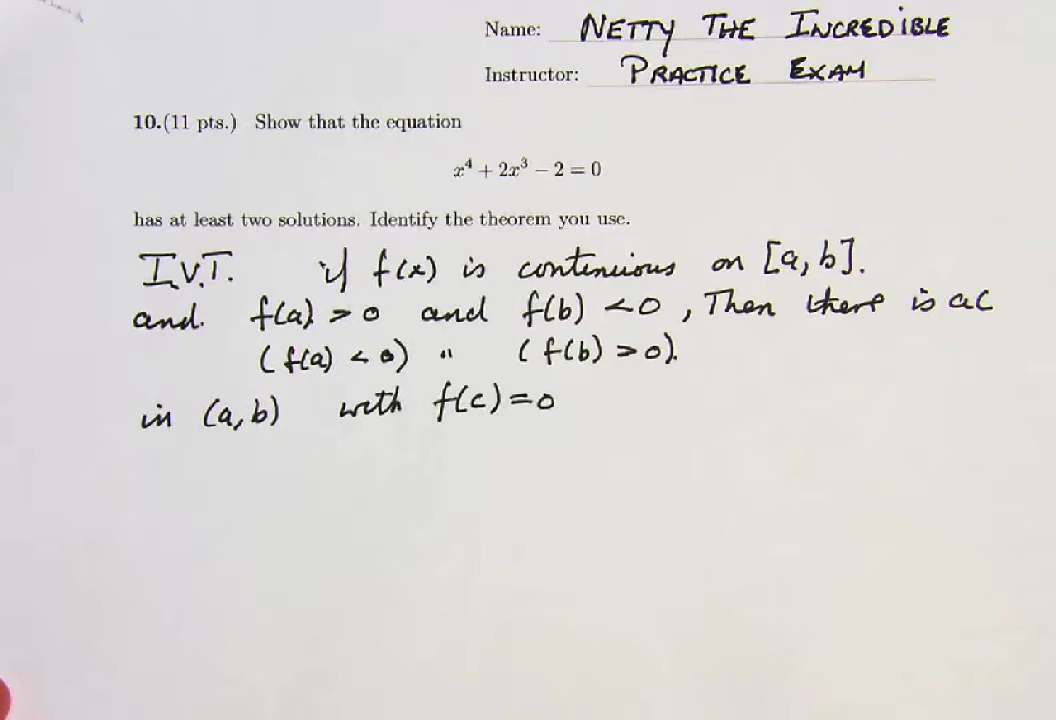 Name: NETTY THE INCREDIBLE
Instructor: PRACTICE EXAM
10.(11 pts.) Show that the equation
x⁴ + 2x³ − 2 = 0
has at least two solutions. Identify the theorem you use.
I.V.T. if f(x) is continuous on [a, b].
and. f(a) > 0 and f(b) < 0, Then there is a c
(f(a) < 0) " (f(b) > 0).
in (a, b) with f(c) = 0